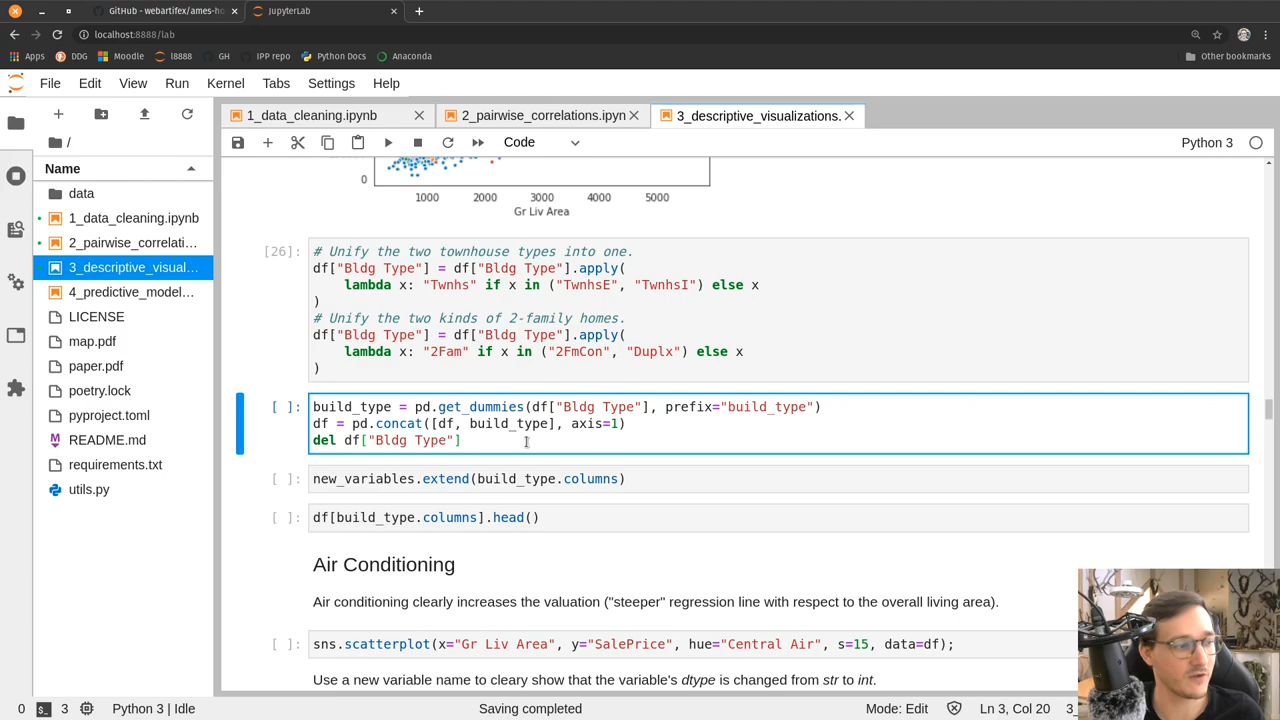 GitHub - webartifex/ames-ho
JupyterLab
localhost:8888/lab
Apps
DDG
Moodle
l8888
GH
IPP repo
Python Docs
Anaconda
Other bookmarks
File Edit View Run Kernel Tabs Settings Help
1_data_cleaning.ipynb
2_pairwise_correlations.ipyn
3_descriptive_visualizations.
Code
Python 3
/
Name
data
1_data_cleaning.ipynb
2_pairwise_correlati...
3_descriptive_visual...
4_predictive_model...
LICENSE
map.pdf
paper.pdf
poetry.lock
pyproject.toml
README.md
requirements.txt
utils.py
0
1000 2000 3000 4000 5000
Gr Liv Area
[26]:
# Unify the two townhouse types into one.
df["Bldg Type"] = df["Bldg Type"].apply(
    lambda x: "Twnhs" if x in ("TwnhsE", "TwnhsI") else x
)
# Unify the two kinds of 2-family homes.
df["Bldg Type"] = df["Bldg Type"].apply(
    lambda x: "2Fam" if x in ("2FmCon", "Duplx") else x
)
[ ]:
build_type = pd.get_dummies(df["Bldg Type"], prefix="build_type")
df = pd.concat([df, build_type], axis=1)
del df["Bldg Type"]
[ ]:
new_variables.extend(build_type.columns)
[ ]:
df[build_type.columns].head()
Air Conditioning
Air conditioning clearly increases the valuation ("steeper" regression line with respect to the overall living area).
[ ]:
sns.scatterplot(x="Gr Liv Area", y="SalePrice", hue="Central Air", s=15, data=df);
Use a new variable name to cleary show that the variable's dtype is changed from str to int.
0
3
Python 3 | Idle
Saving completed
Mode: Edit
Ln 3, Col 20
3_